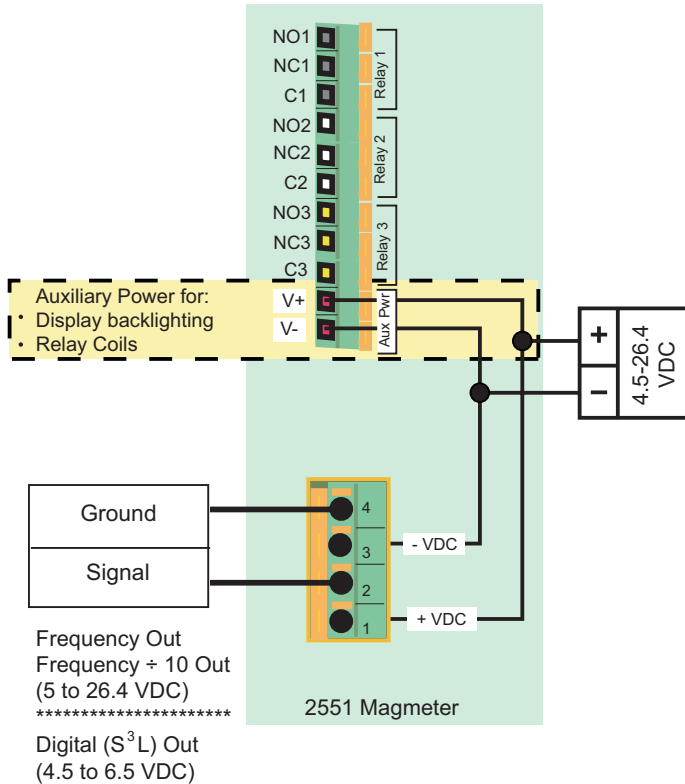 NO1
NC1
C1
Relay 1
NO2
NC2
C2
Relay 2
NO3
NC3
C3
Relay 3
Auxiliary Power for:
• Display backlighting
• Relay Coils
V+
V-
Aux Pwr
+
−
4.5-26.4
VDC
Ground
Signal
4
3
2
1
- VDC
+ VDC
Frequency Out
Frequency ÷ 10 Out
(5 to 26.4 VDC)
**********************
Digital (S³L) Out
(4.5 to 6.5 VDC)
2551 Magmeter